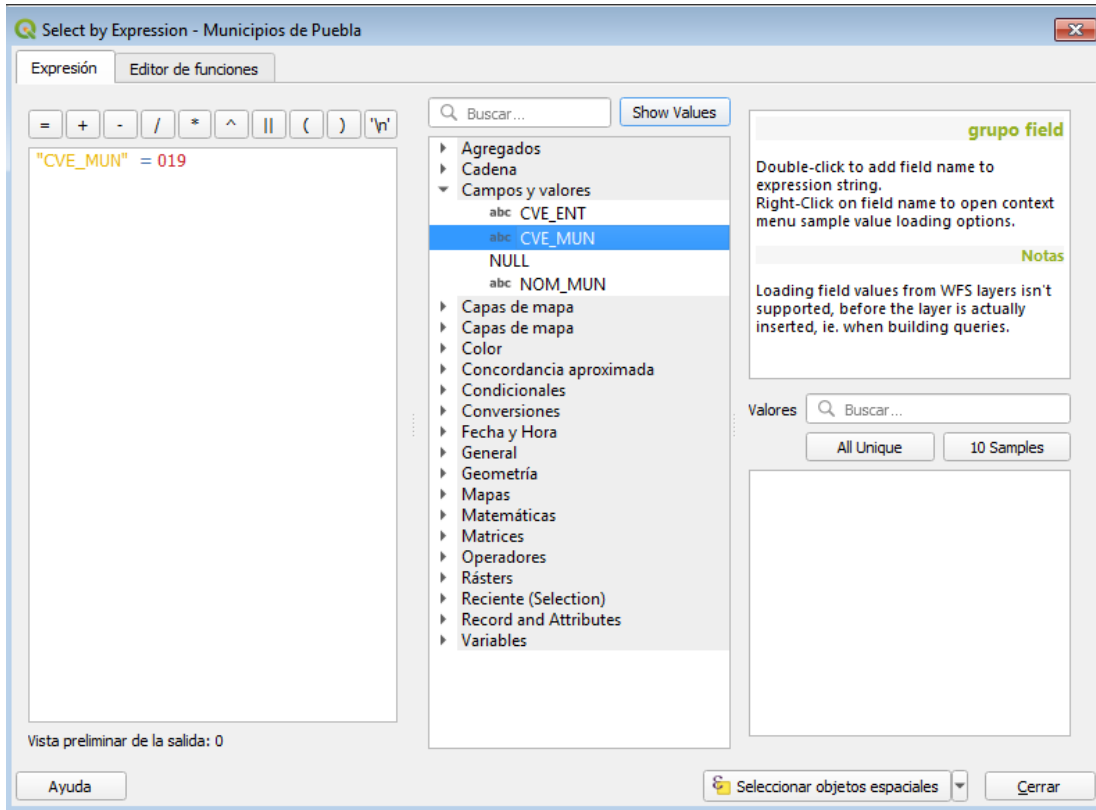 Select by Expression - Municipios de Puebla
Expresión
Editor de funciones
= + - / * ^ || ( ) '\n'
"CVE_MUN" = 019
Vista preliminar de la salida: 0
Buscar...
Show Values
Agregados
Cadena
Campos y valores
abc CVE_ENT
abc CVE_MUN
NULL
abc NOM_MUN
Capas de mapa
Capas de mapa
Color
Concordancia aproximada
Condicionales
Conversiones
Fecha y Hora
General
Geometría
Mapas
Matemáticas
Matrices
Operadores
Rásters
Reciente (Selection)
Record and Attributes
Variables
grupo field
Double-click to add field name to
expression string.
Right-Click on field name to open context
menu sample value loading options.
Notas
Loading field values from WFS layers isn't
supported, before the layer is actually
inserted, ie. when building queries.
Valores
Buscar...
All Unique
10 Samples
Ayuda
Seleccionar objetos espaciales
Cerrar